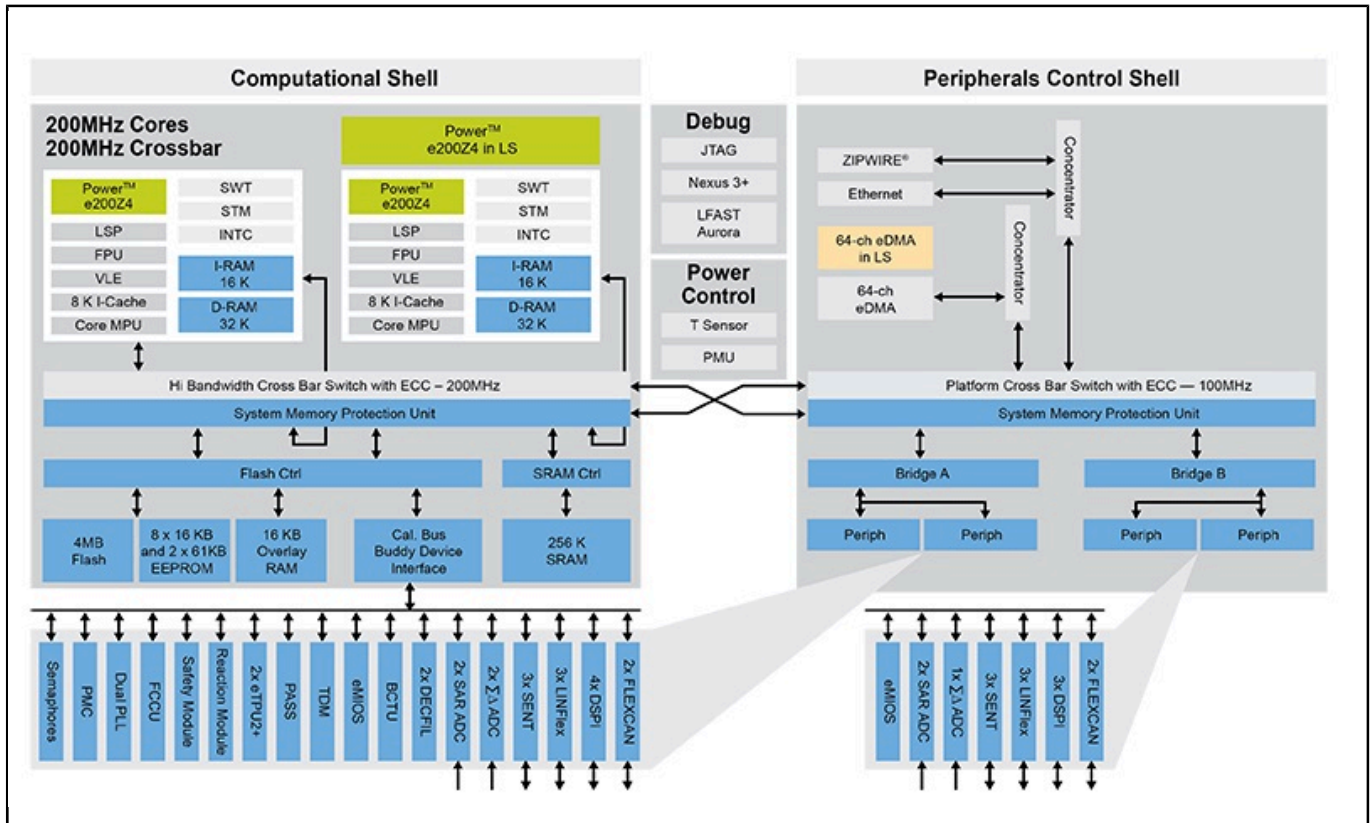 Computational Shell
Peripherals Control Shell
200MHz Cores
200MHz Crossbar
Power™
e200Z4 in LS
Power™
e200Z4
LSP
FPU
VLE
8 K I-Cache
Core MPU
SWT
STM
INTC
I-RAM
16 K
D-RAM
32 K
Power™
e200Z4
LSP
FPU
VLE
8 K I-Cache
Core MPU
SWT
STM
INTC
I-RAM
16 K
D-RAM
32 K
Hi Bandwidth Cross Bar Switch with ECC – 200MHz
System Memory Protection Unit
Flash Ctrl
SRAM Ctrl
4MB
Flash
8 x 16 KB
and 2 x 61KB
EEPROM
16 KB
Overlay
RAM
Cal. Bus
Buddy Device
Interface
256 K
SRAM
Debug
JTAG
Nexus 3+
LFAST
Aurora
Power
Control
T Sensor
PMU
ZIPWIRE®
Ethernet
64-ch eDMA
in LS
64-ch
eDMA
Concentrator
Concentrator
Platform Cross Bar Switch with ECC — 100MHz
System Memory Protection Unit
Bridge A
Bridge B
Periph
Periph
Periph
Periph
Semaphores
PMC
Dual PLL
FCCU
Safety Module
Reaction Module
2x eTPU2+
PASS
TDM
eMIOS
BCTU
2x DECFIL
2x SAR ADC
2x ΣΔ ADC
3x SENT
3x LINFlex
4x DSPI
2x FLEXCAN
eMIOS
2x SAR ADC
1x ΣΔ ADC
3x SENT
3x LINFlex
3x DSPI
2x FLEXCAN